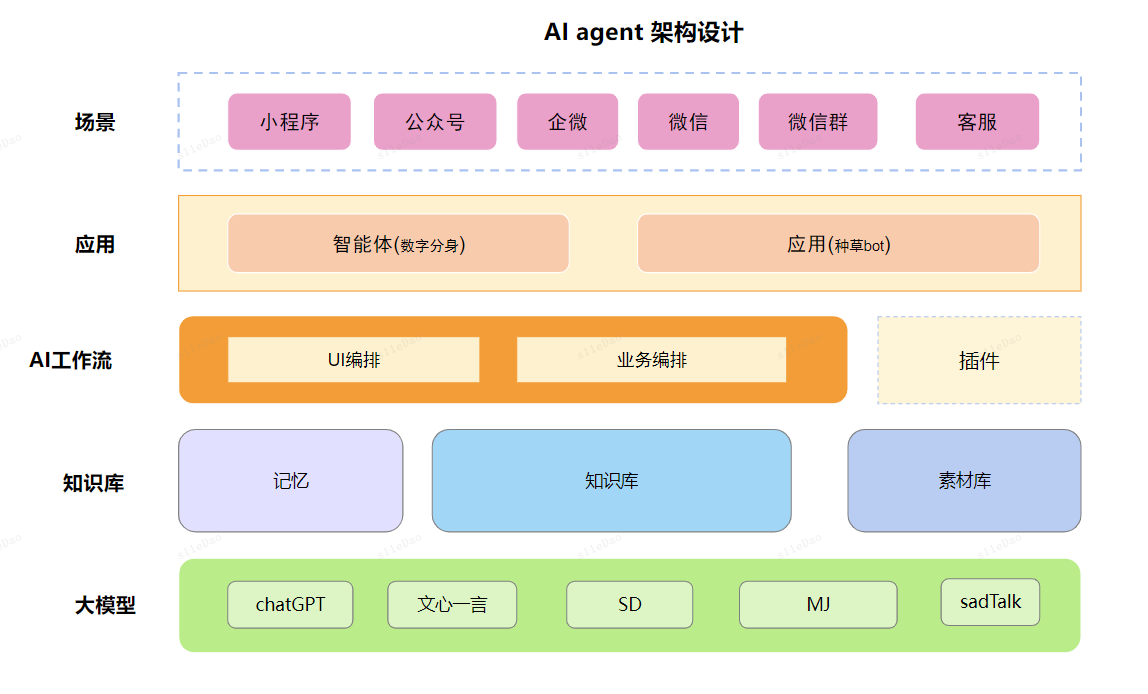 AI agent 架构设计
场景
小程序
公众号
企微
微信
微信群
客服
应用
智能体(数字分身)
应用(种草bot)
AI工作流
UI编排
业务编排
插件
知识库
记忆
知识库
素材库
大模型
chatGPT
文心一言
SD
MJ
sadTalk